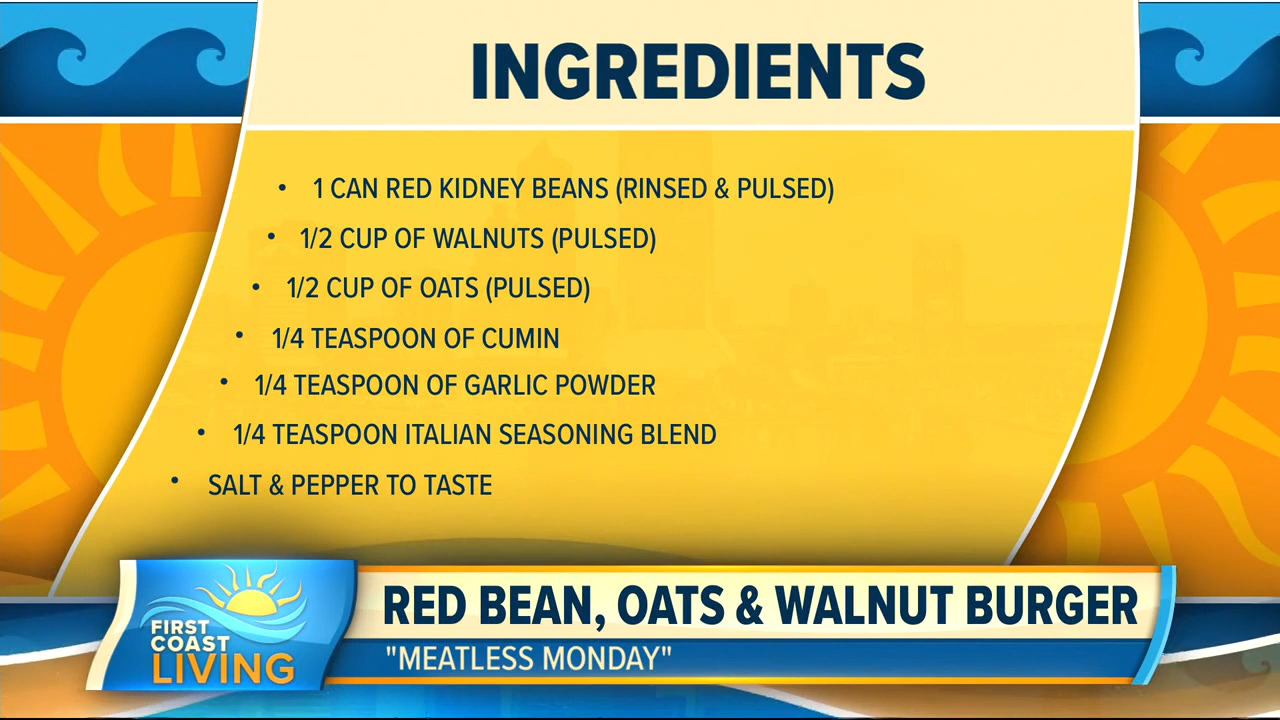 INGREDIENTS
• 1 CAN RED KIDNEY BEANS (RINSED & PULSED)
• 1/2 CUP OF WALNUTS (PULSED)
• 1/2 CUP OF OATS (PULSED)
• 1/4 TEASPOON OF CUMIN
• 1/4 TEASPOON OF GARLIC POWDER
• 1/4 TEASPOON ITALIAN SEASONING BLEND
• SALT & PEPPER TO TASTE
RED BEAN, OATS & WALNUT BURGER
"MEATLESS MONDAY"
FIRST
COAST
LIVING